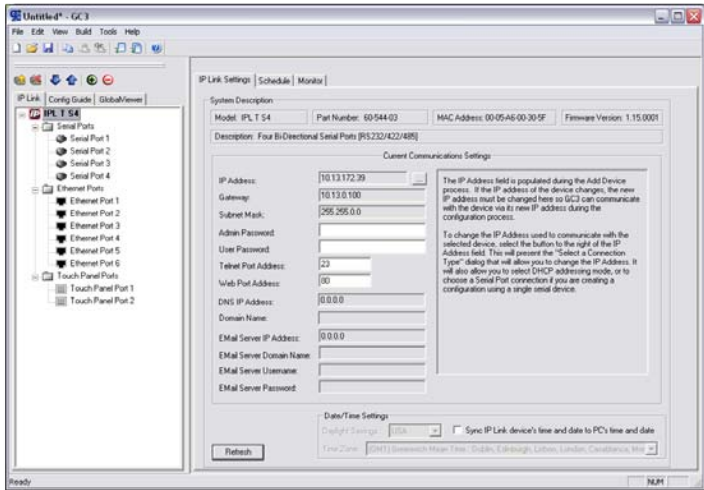 Untitled* - GC3
File Edit View Build Tools Help
IP Link Config Guide GlobalViewer
IPL T S4
Serial Ports
Serial Port 1
Serial Port 2
Serial Port 3
Serial Port 4
Ethernet Ports
Ethernet Port 1
Ethernet Port 2
Ethernet Port 3
Ethernet Port 4
Ethernet Port 5
Ethernet Port 6
Touch Panel Ports
Touch Panel Port 1
Touch Panel Port 2
IP Link Settings Schedule Monitor
System Description
Model: IPL T S4 Part Number: 60-544-03 MAC Address: 00-05-A6-00-30-5F Firmware Version: 1.15.0001
Description: Four Bi-Directional Serial Ports [RS232/422/485]
Current Communications Settings
IP Address: 10.13.172.39 ...
Gateway: 10.13.0.100
Subnet Mask: 255.255.0.0
Admin Password:
User Password:
Telnet Port Address: 23
Web Port Address: 80
DNS IP Address: 0.0.0.0
Domain Name:
EMail Server IP Address: 0.0.0.0
EMail Server Domain Name:
EMail Server Username:
EMail Server Password:
The IP Address field is populated during the Add Device
process. If the IP address of the device changes, the new
IP address must be changed here so GC3 can communicate
with the device via its new IP address during the
configuration process.
To change the IP Address used to communicate with the
selected device, select the button to the right of the IP
Address field. This will present the "Select a Connection
Type" dialog that will allow you to change the IP Address. It
will also allow you to select DHCP addressing mode, or to
choose a Serial Port connection if you are creating a
configuration using a single serial device.
Date/Time Settings
Daylight Savings: USA Sync IP Link device's time and date to PC's time and date
Time Zone: (GMT) Greenwich Mean Time : Dublin, Edinburgh, Lisbon, London, Casablanca, Mon
Refresh
Ready NUM